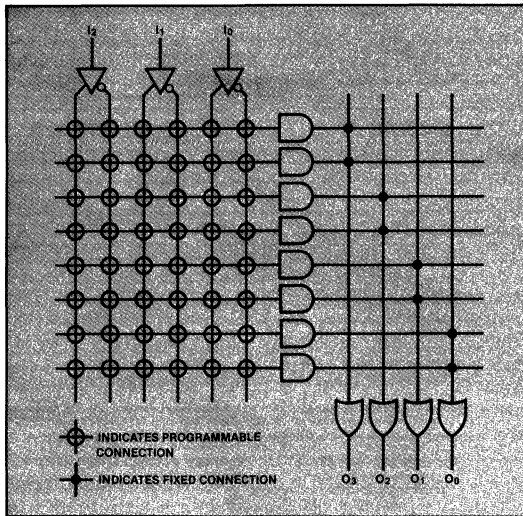 I2 I1 I0
INDICATES PROGRAMMABLE
CONNECTION
INDICATES FIXED CONNECTION
O3 O2 O1 O0